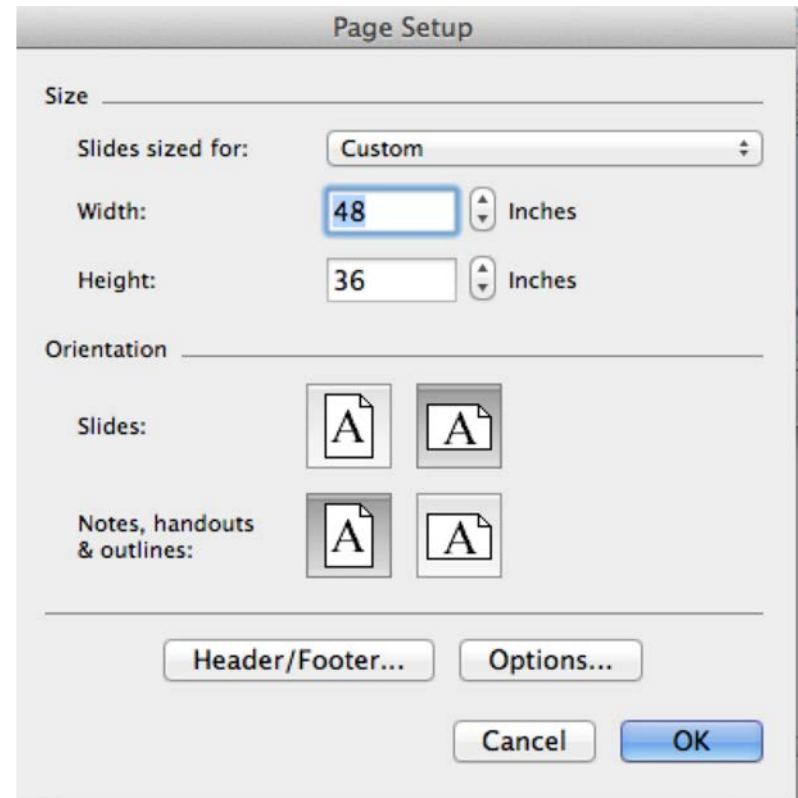 Page Setup
Size
Slides sized for: Custom
Width: 48 Inches
Height: 36 Inches
Orientation
Slides: A A
Notes, handouts
& outlines: A A
Header/Footer... Options...
Cancel OK